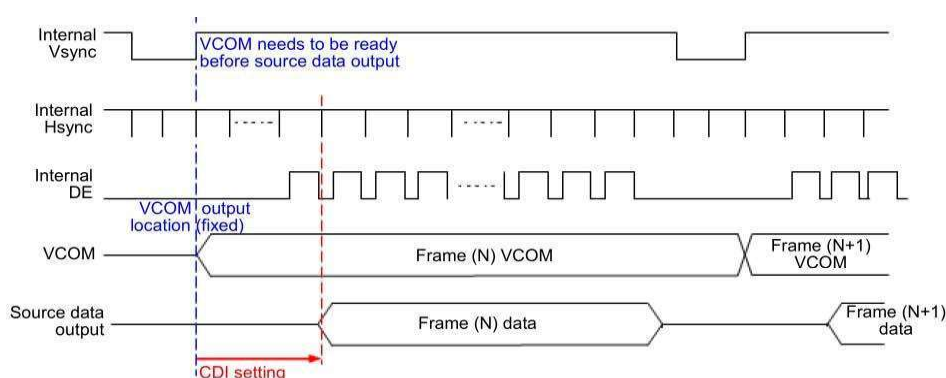 Internal
Vsync
VCOM needs to be ready
before source data output
Internal
Hsync
Internal
DE
VCOM output
location (fixed)
VCOM
Frame (N) VCOM
Frame (N+1)
VCOM
Source data
output
Frame (N) data
Frame (N+1)
data
CDI setting